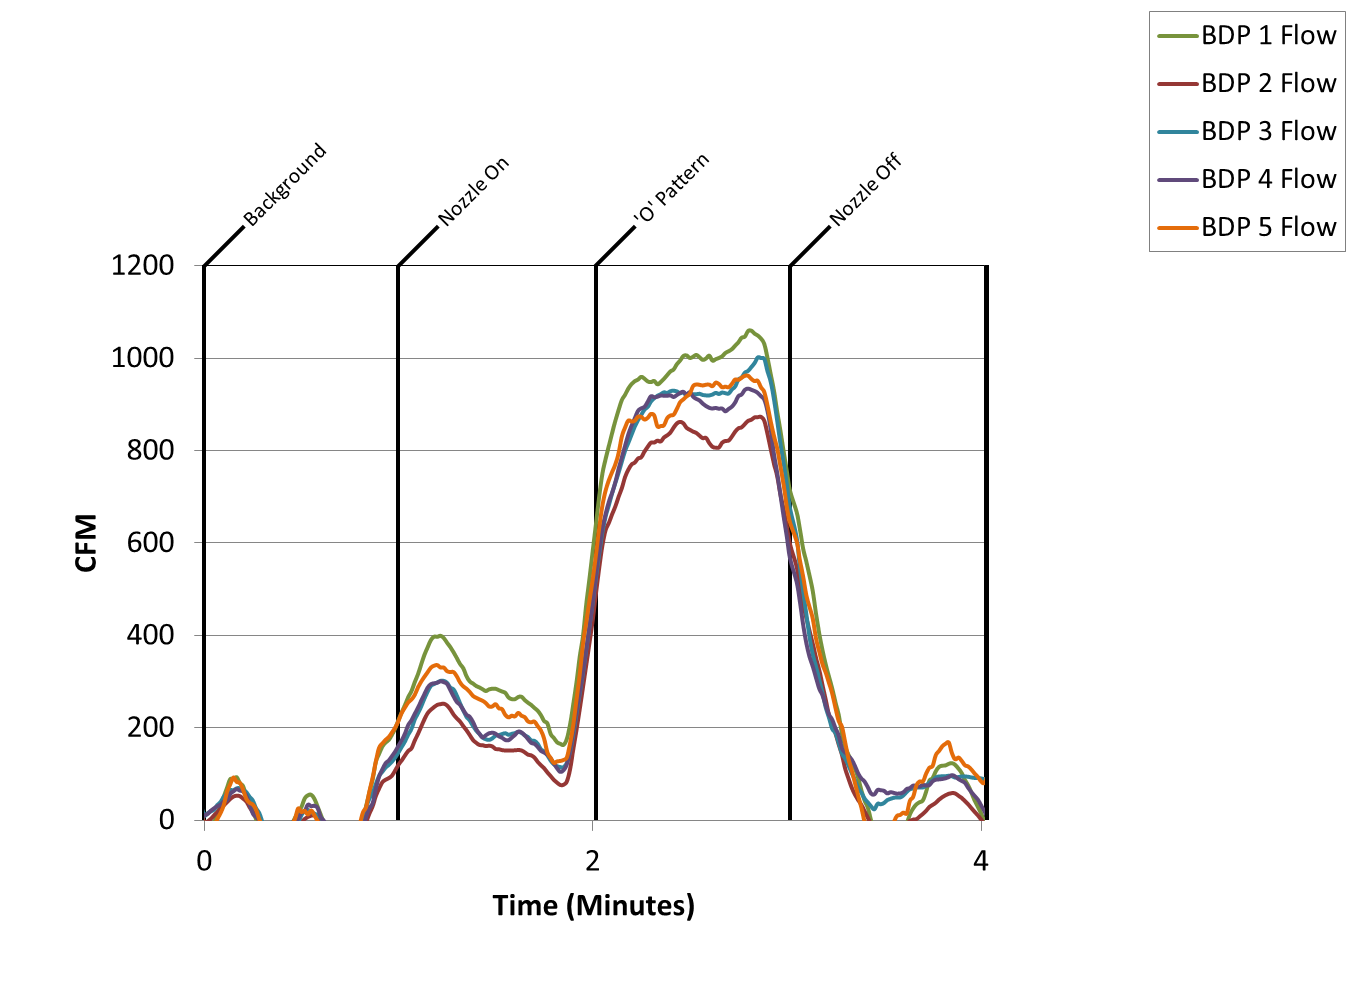 BDP 1 Flow
BDP 2 Flow
BDP 3 Flow
BDP 4 Flow
BDP 5 Flow
Background
Nozzle On
'O' Pattern
Nozzle Off
1200
1000
800
600
400
200
0
CFM
0 2 4
Time (Minutes)